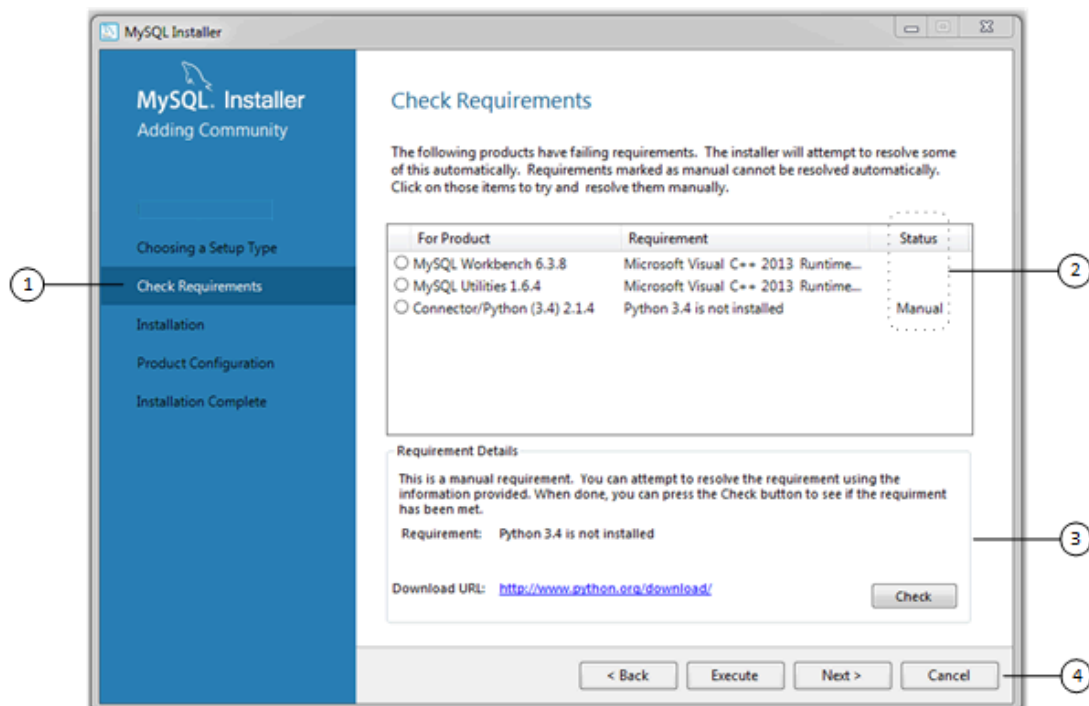 MySQL Installer
MySQL. Installer
Adding Community
Choosing a Setup Type
Check Requirements
Installation
Product Configuration
Installation Complete
Check Requirements
The following products have failing requirements. The installer will attempt to resolve some
of this automatically. Requirements marked as manual cannot be resolved automatically.
Click on those items to try and resolve them manually.
For Product Requirement Status
MySQL Workbench 6.3.8 Microsoft Visual C++ 2013 Runtime...
MySQL Utilities 1.6.4 Microsoft Visual C++ 2013 Runtime...
Connector/Python (3.4) 2.1.4 Python 3.4 is not installed Manual
Requirement Details
This is a manual requirement. You can attempt to resolve the requirement using the
information provided. When done, you can press the Check button to see if the requirment
has been met.
Requirement: Python 3.4 is not installed
Download URL: http://www.python.org/download/
Check
< Back Execute Next > Cancel
1
2
3
4